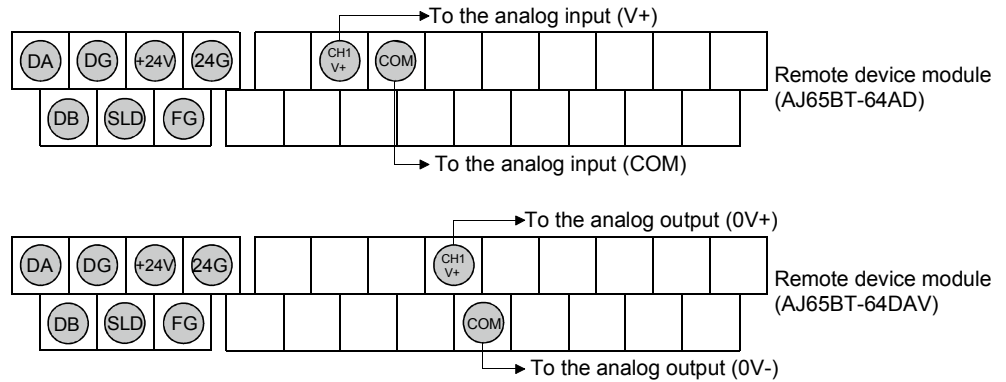 To the analog input (V+)
DA DG +24V 24G CH1 V+ COM
Remote device module
(AJ65BT-64AD)
DB SLD FG
To the analog input (COM)
To the analog output (0V+)
DA DG +24V 24G CH1 V+
Remote device module
(AJ65BT-64DAV)
DB SLD FG COM
To the analog output (0V-)